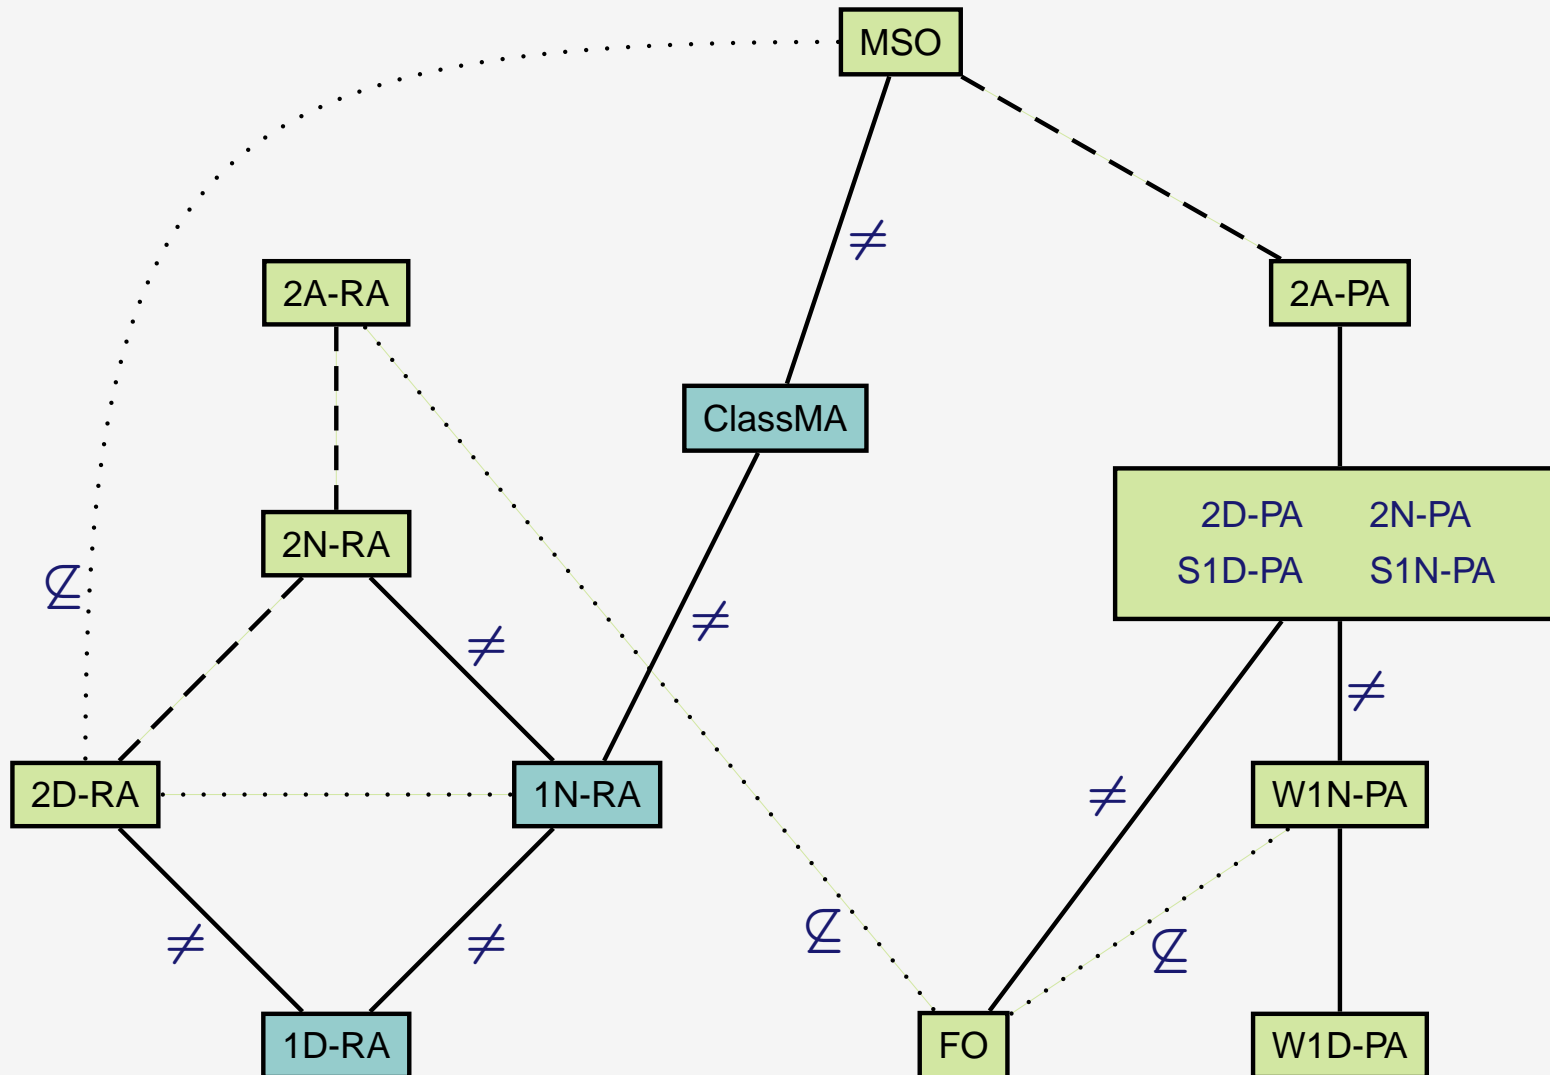 MSO
≠
2A-RA
2A-PA
ClassMA
2D-PA 2N-PA
S1D-PA S1N-PA
2N-RA
⊈
≠
≠
≠
2D-RA
1N-RA
≠
W1N-PA
⊈
⊈
≠
≠
1D-RA
FO
W1D-PA